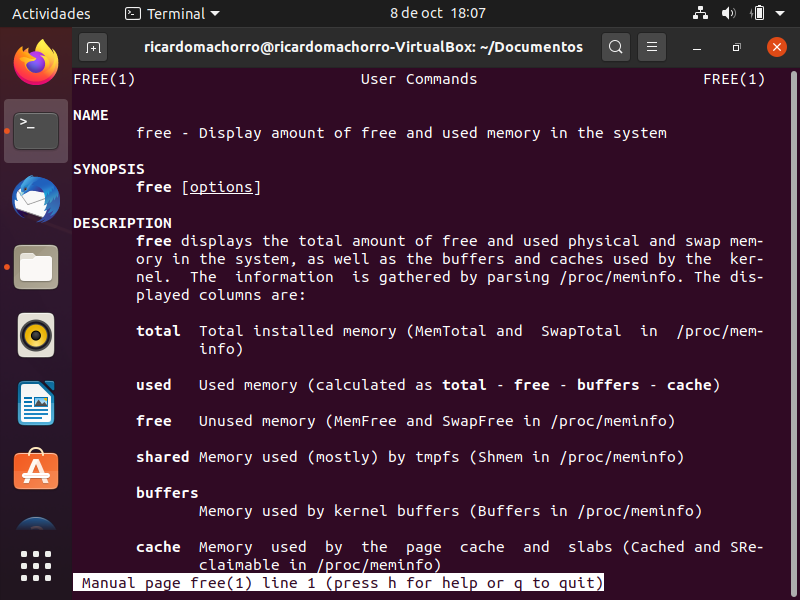 Actividades
Terminal
8 de oct 18:07
ricardomachorro@ricardomachorro-VirtualBox: ~/Documentos
FREE(1) User Commands FREE(1)
NAME
free - Display amount of free and used memory in the system
SYNOPSIS
free [options]
DESCRIPTION
free displays the total amount of free and used physical and swap mem-
ory in the system, as well as the buffers and caches used by the ker-
nel. The information is gathered by parsing /proc/meminfo. The dis-
played columns are:
total Total installed memory (MemTotal and SwapTotal in /proc/mem-
info)
used Used memory (calculated as total - free - buffers - cache)
free Unused memory (MemFree and SwapFree in /proc/meminfo)
shared Memory used (mostly) by tmpfs (Shmem in /proc/meminfo)
buffers
Memory used by kernel buffers (Buffers in /proc/meminfo)
cache Memory used by the page cache and slabs (Cached and SRe-
claimable in /proc/meminfo)
Manual page free(1) line 1 (press h for help or q to quit)